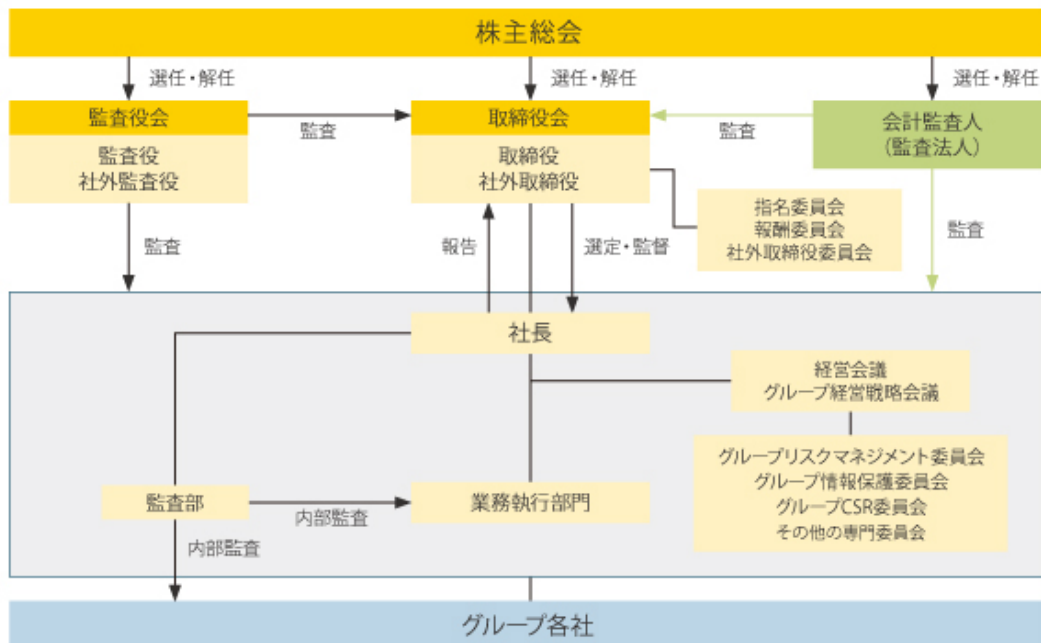 株主総会
選任・解任
選任・解任
選任・解任
監査役会
監査
取締役会
監査
会計監査人
（監査法人）
監査役
社外監査役
取締役
社外取締役
指名委員会
報酬委員会
社外取締役委員会
監査
報告
選定・監督
監査
社長
経営会議
グループ経営戦略会議
グループリスクマネジメント委員会
グループ情報保護委員会
グループCSR委員会
その他の専門委員会
監査部
内部監査
業務執行部門
内部監査
グループ各社